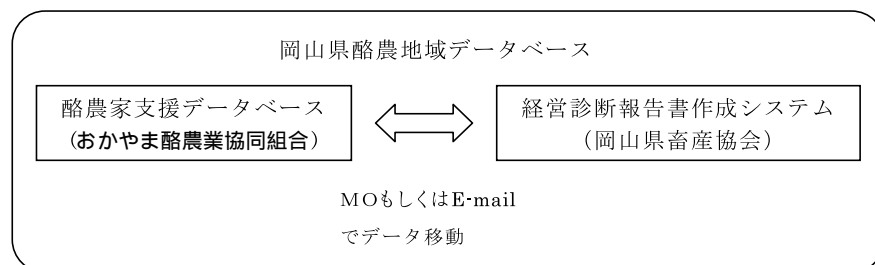 岡山県酪農地域データベース
酪農家支援データベース
(おかやま酪農業協同組合)
経営診断報告書作成システム
(岡山県畜産協会)
MOもしくはE-mail
でデータ移動